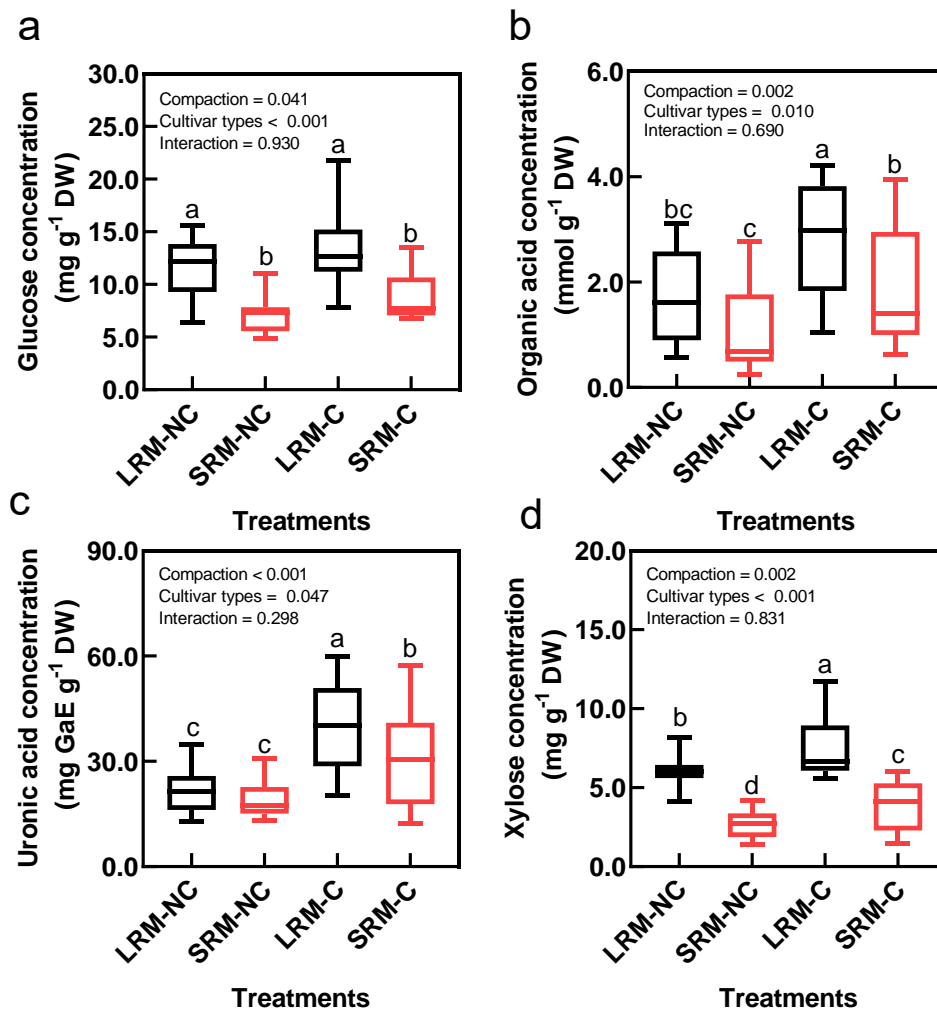 a
Glucose concentration
(mg g⁻¹ DW)
30.0
25.0
20.0
15.0
10.0
5.0
0.0
Compaction = 0.041
Cultivar types < 0.001
Interaction = 0.930
a
b
a
b
LRM-NC
SRM-NC
LRM-C
SRM-C
Treatments
b
Organic acid concentration
(mmol g⁻¹ DW)
6.0
4.0
2.0
0.0
Compaction = 0.002
Cultivar types = 0.010
Interaction = 0.690
bc
c
a
b
LRM-NC
SRM-NC
LRM-C
SRM-C
Treatments
c
Uronic acid concentration
(mg GaE g⁻¹ DW)
90.0
60.0
30.0
0.0
Compaction < 0.001
Cultivar types = 0.047
Interaction = 0.298
c
c
a
b
LRM-NC
SRM-NC
LRM-C
SRM-C
Treatments
d
Xylose concentration
(mg g⁻¹ DW)
20.0
15.0
10.0
5.0
0.0
Compaction = 0.002
Cultivar types < 0.001
Interaction = 0.831
b
d
a
c
LRM-NC
SRM-NC
LRM-C
SRM-C
Treatments